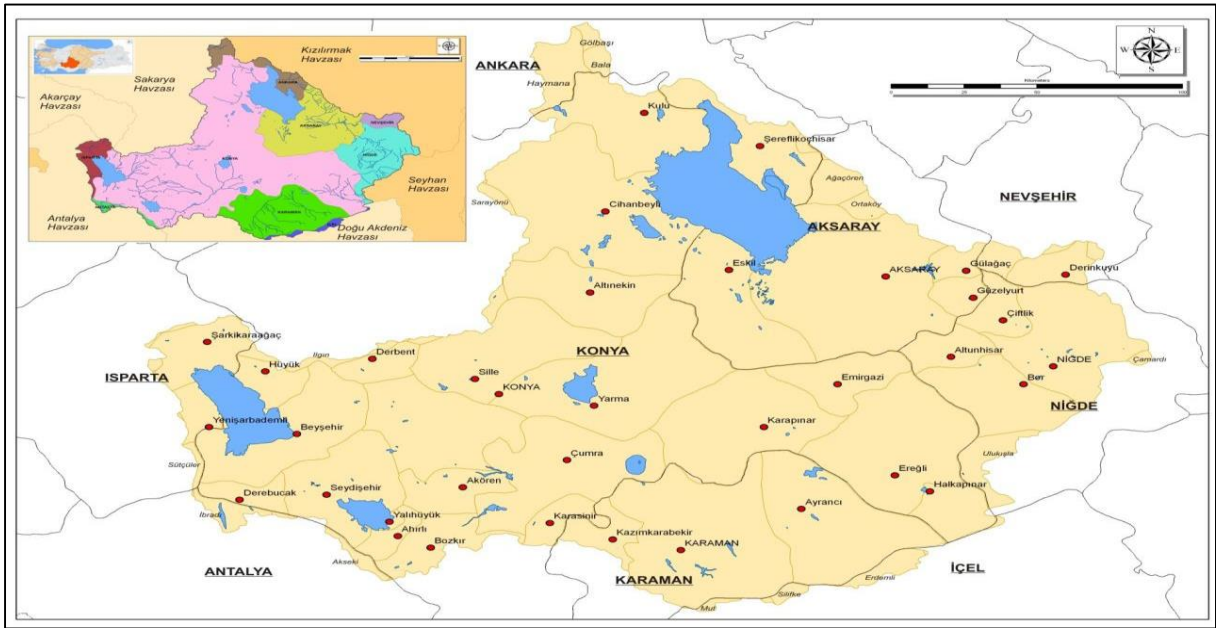 Gölbaşı
Bala
ANKARA
Haymana
Kızılırmak
Havzası
Sakarya
Havzası
Akarçay
Havzası
KONYA
Seyhan
Havzası
Antalya
Havzası
Doğu Akdeniz
Havzası
N
W
E
S
Kulu
Şereflikoçhisar
Ağaçören
Ortaköy
NEVŞEHİR
Sarayönü
Cihanbeyli
AKSARAY
Eskil
AKSARAY
Gülağaç
Derinkuyu
Altınekin
Güzelyurt
Çiftlik
Şarkikaraağaç
Ilgın
Derbent
KONYA
Altunhisar
NİĞDE
Çamardı
Hüyük
ISPARTA
Sille
KONYA
Emirgazi
Bor
Yarma
NİĞDE
Yenişarbademli
Beyşehir
Karapınar
Sütçüler
Çumra
Ulukışla
Ereğli
Halkapınar
Derebucak
Seydişehir
Akören
Ayrancı
İbradı
Yalıhüyük
Karasınır
Ahırlı
Kazımkarabekir
Bozkır
KARAMAN
Akseki
ANTALYA
KARAMAN
İÇEL
Erdemli
Silifke
Mut